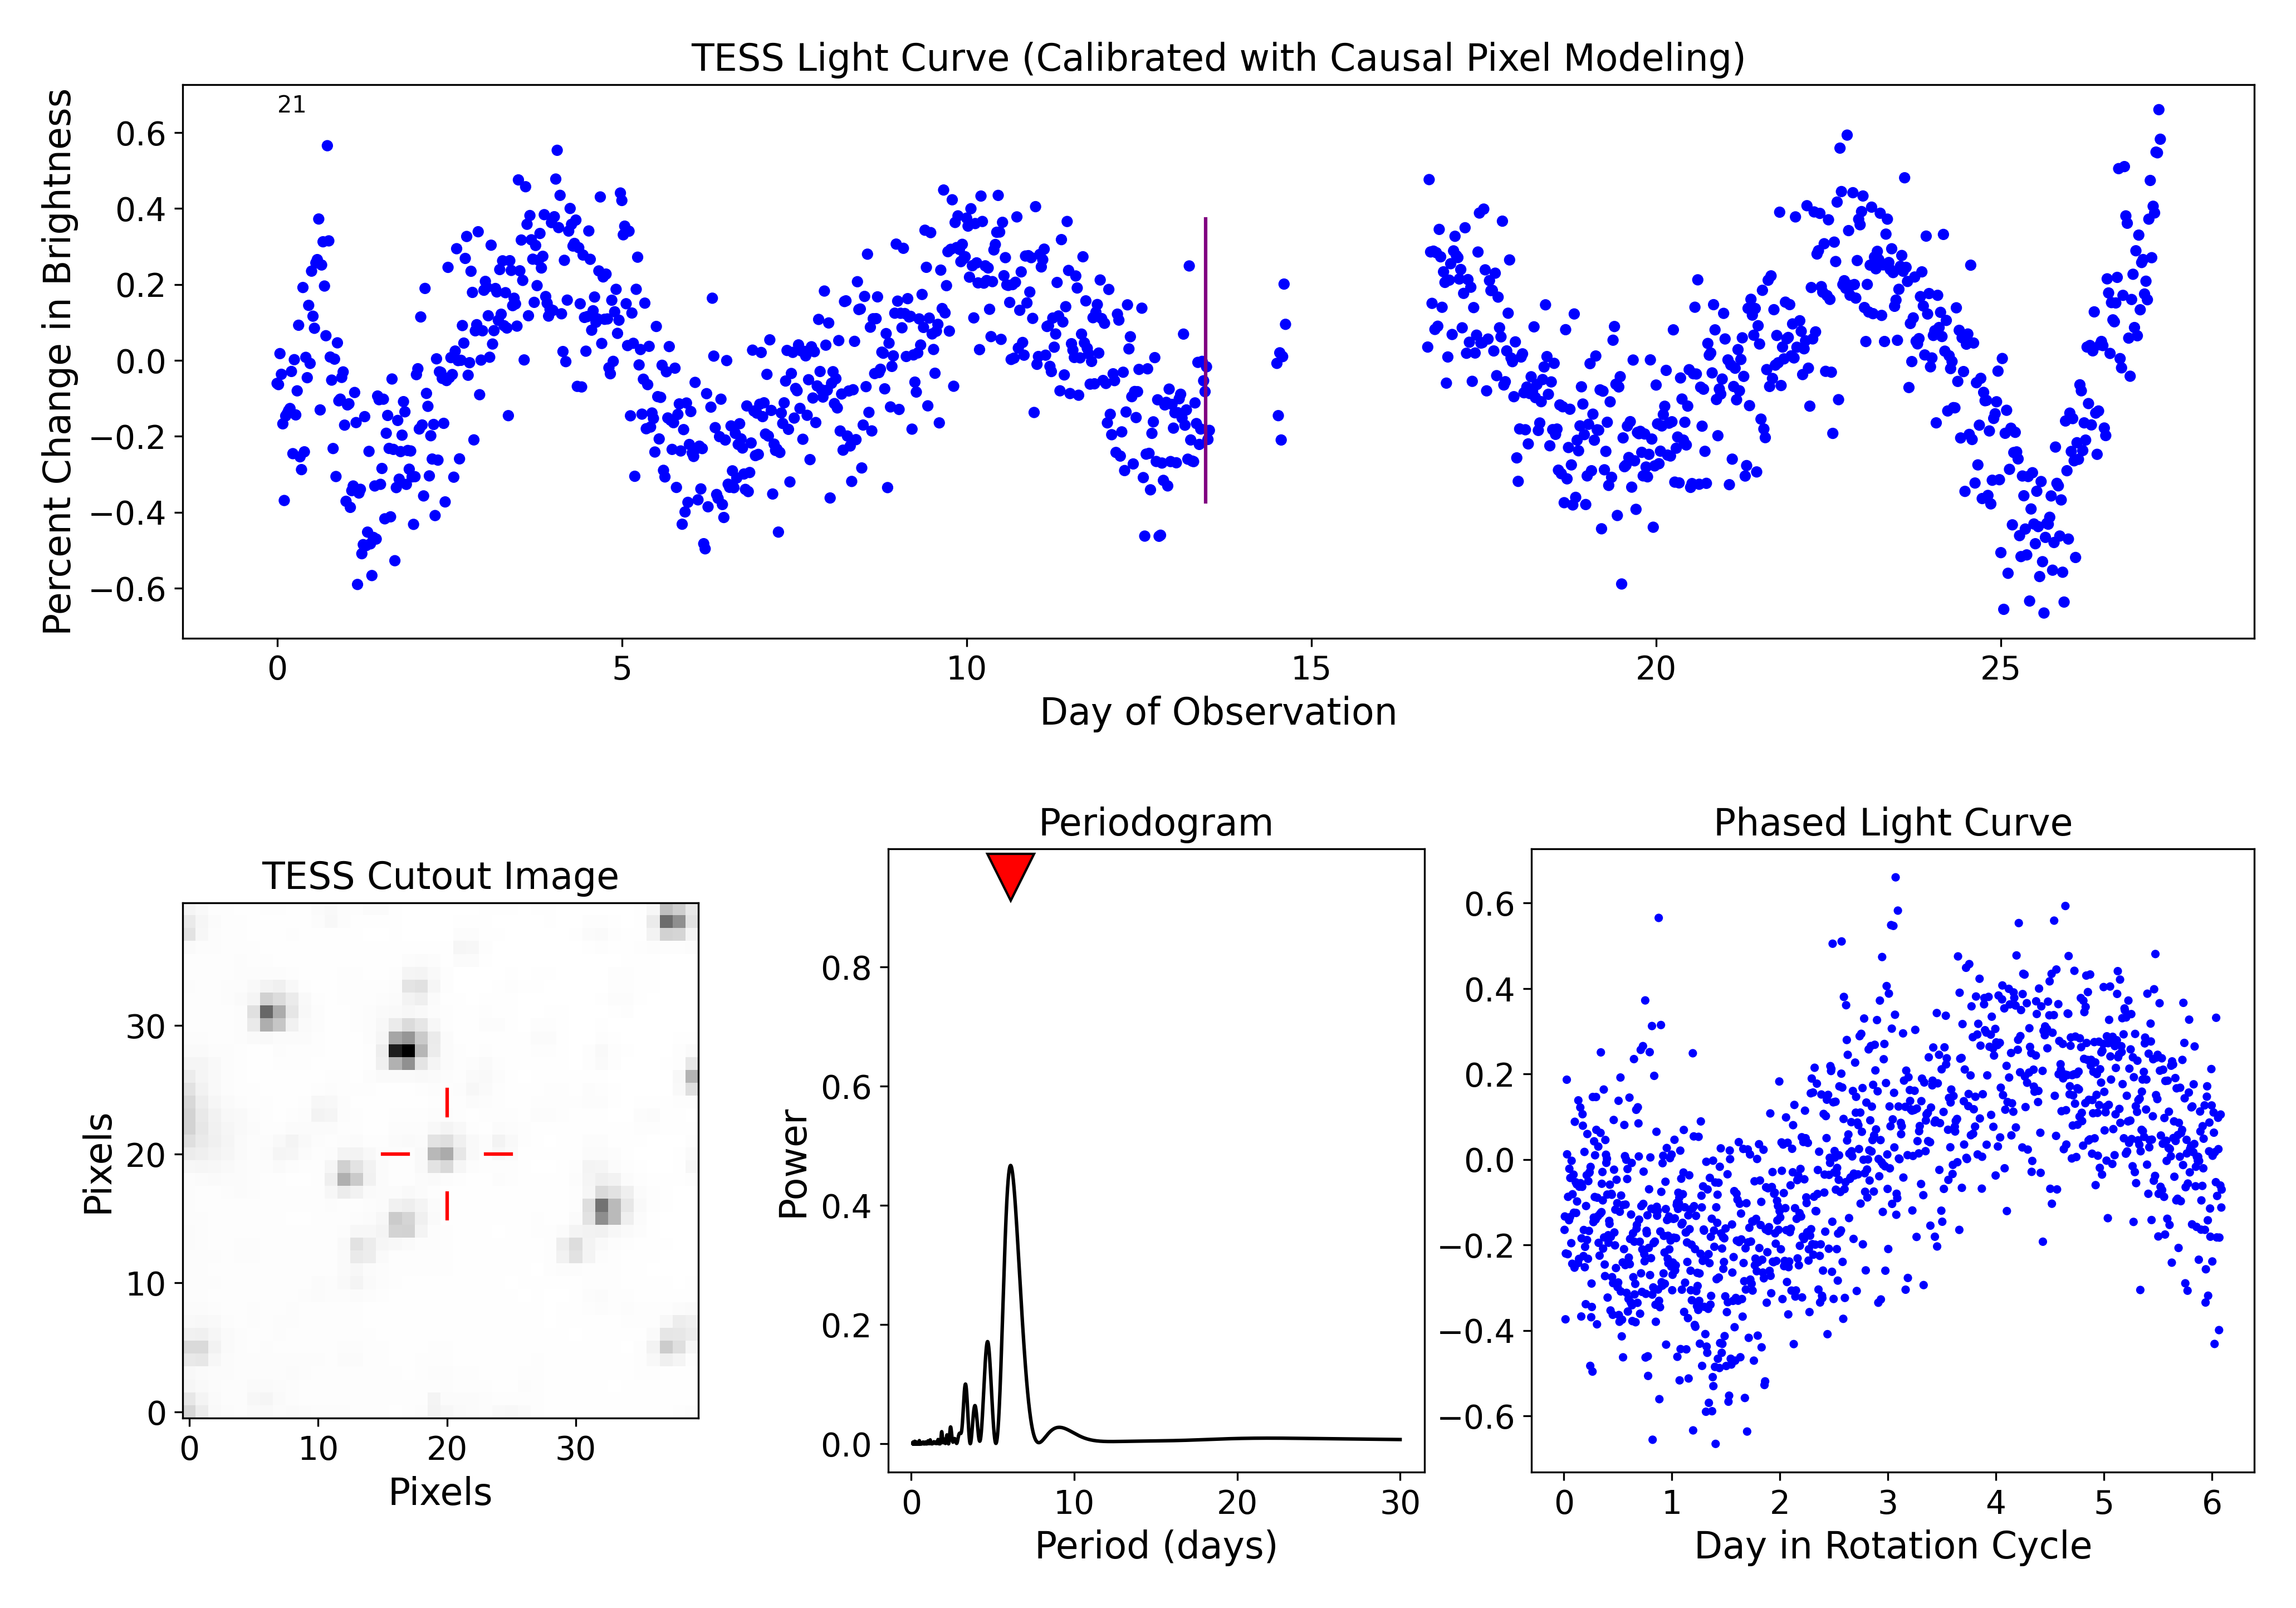 TESS Light Curve (Calibrated with Causal Pixel Modeling)
Percent Change in Brightness
21
0.6
0.4
0.2
0.0
−0.2
−0.4
−0.6
0 5 10 15 20 25
Day of Observation
TESS Cutout Image
Pixels
30
20
10
0
0 10 20 30
Pixels
Periodogram
Power
0.8
0.6
0.4
0.2
0.0
0 10 20 30
Period (days)
Phased Light Curve
0.6
0.4
0.2
0.0
−0.2
−0.4
−0.6
0 1 2 3 4 5 6
Day in Rotation Cycle